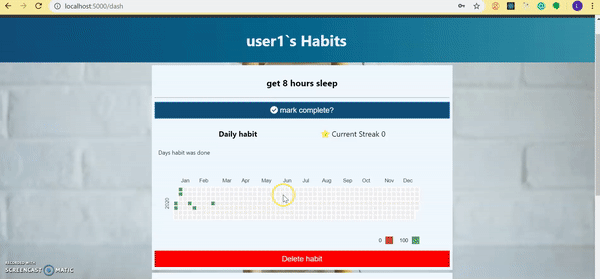 localhost:5000/dash
L
user1`s Habits
get 8 hours sleep
mark complete?
Daily habit
Current Streak 0
Days habit was done
Jan Feb Mar Apr May Jun Jul Aug Sep Oct Nov Dec
2020
0 100
Delete habit
RECORDED WITH
SCREENCAST MATIC